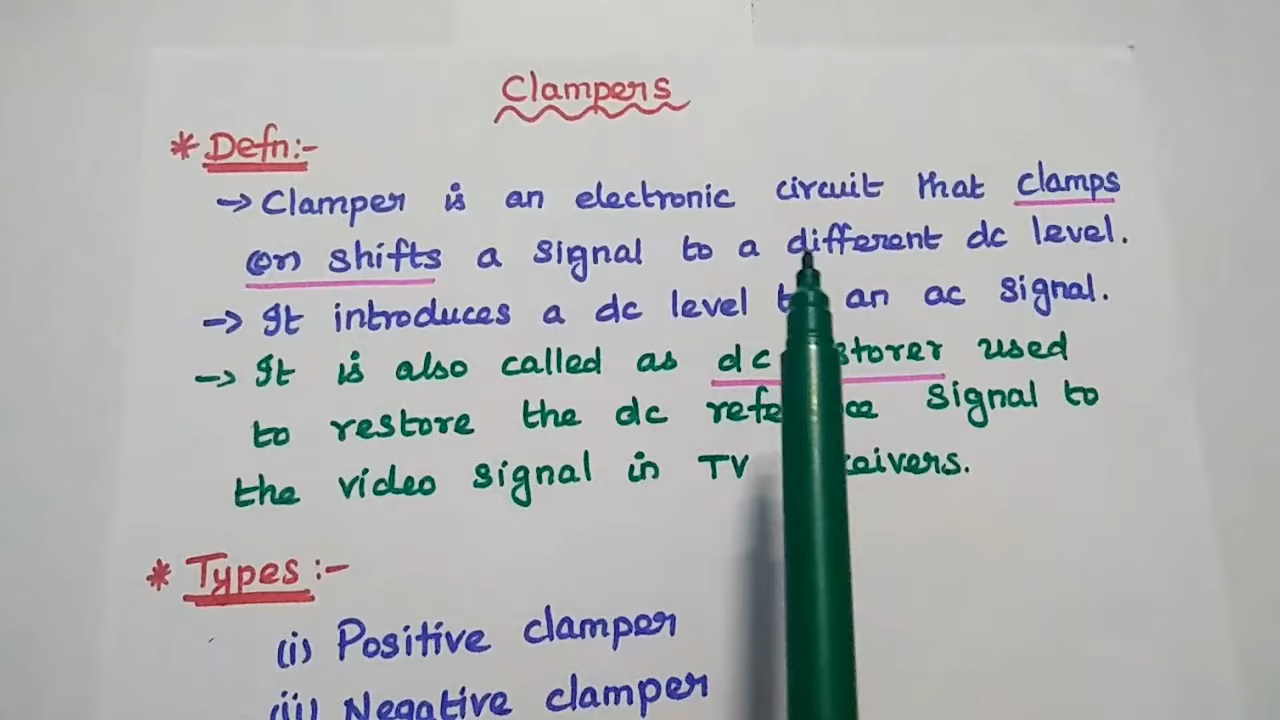 Clampers
* Defn:-
→ Clamper is an electronic circuit that clamps
(or) shifts a signal to a different dc level.
→ It introduces a dc level an ac signal.
→ It is also called as dc used
to restore the dc signal to
the video signal in TV
* Types :-
(i) Positive clamper
(ii) Negative clamper